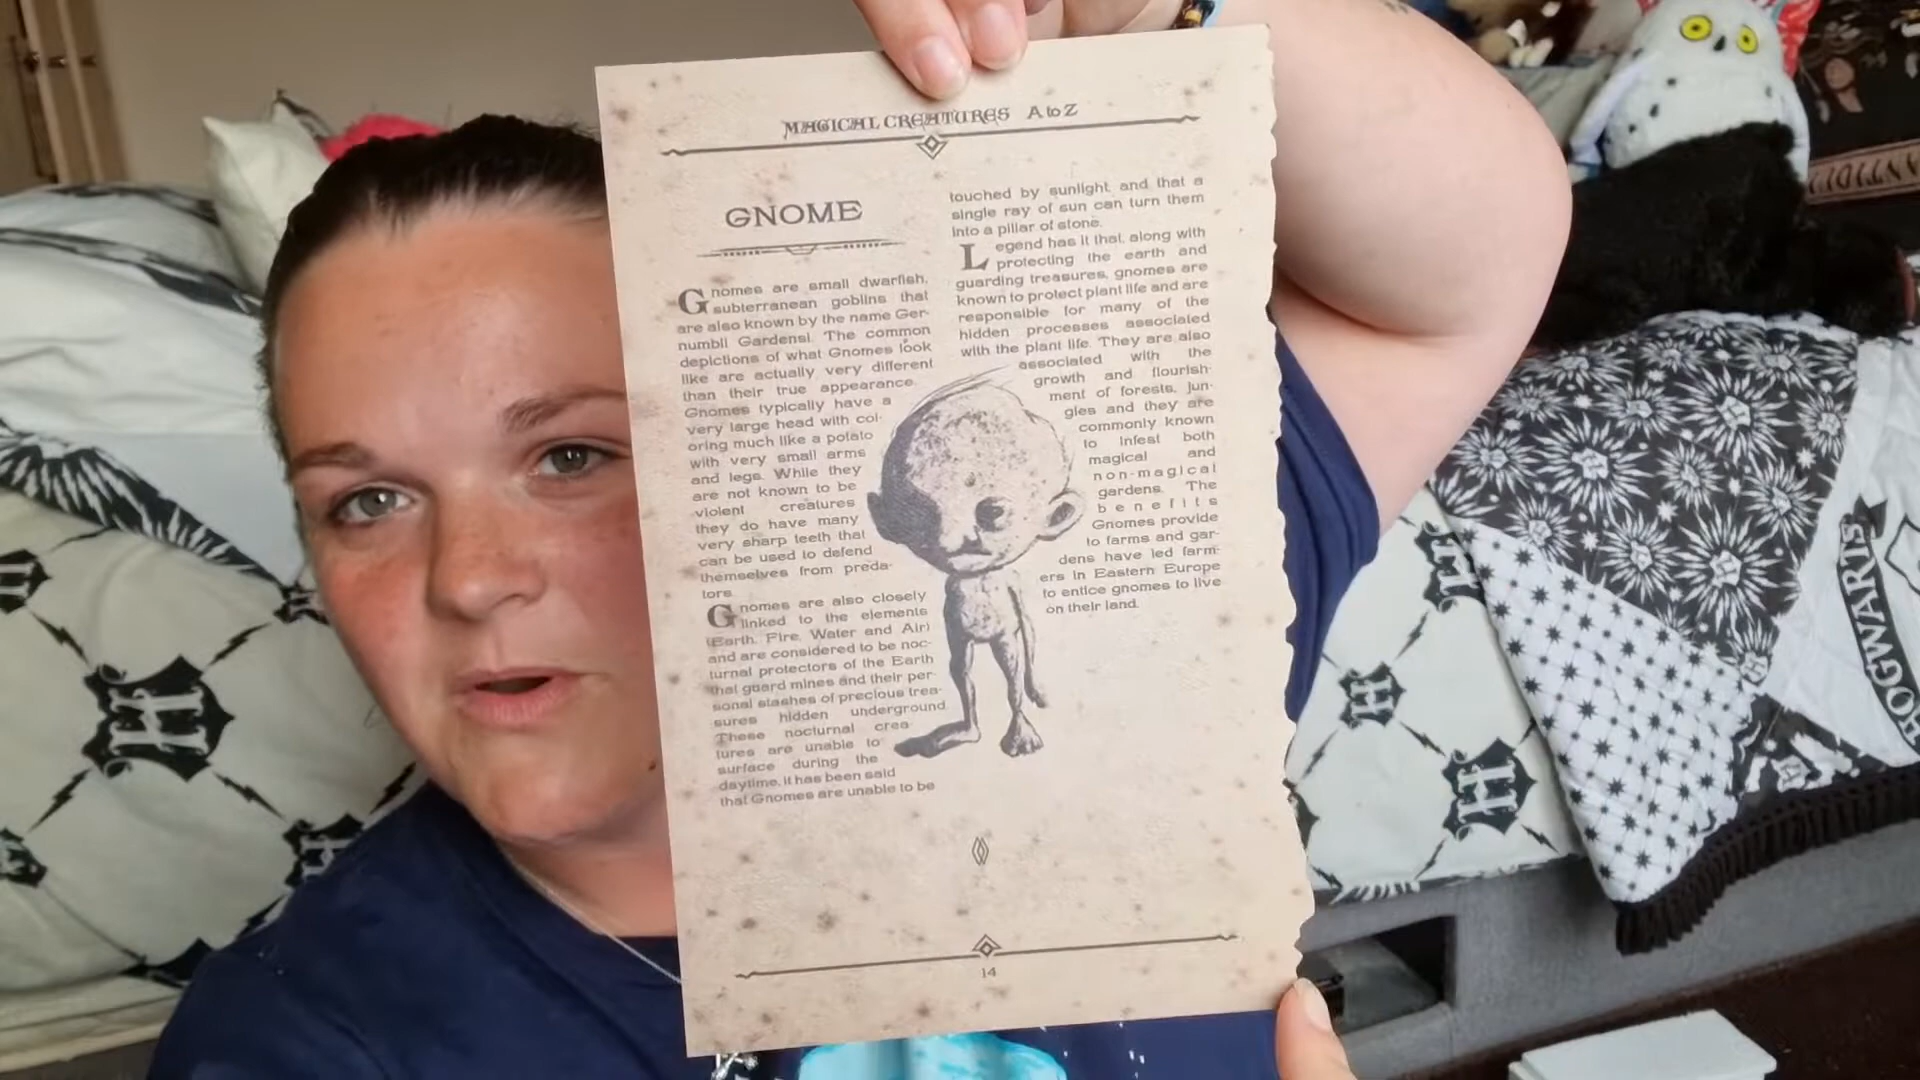 MAGICAL CREATURES A to Z
GNOME
Gnomes are small dwarfish,
subterranean goblins that
are also known by the name Ger-
numbli Gardensi. The common
depictions of what Gnomes look
like are actually very different
than their true appearance.
Gnomes typically have a
very large head with col-
oring much like a potato
with very small arms
and legs. While they
are not known to be
violent creatures
they do have many
very sharp teeth that
can be used to defend
themselves from preda-
tors.
Gnomes are also closely
linked to the elements
(Earth, Fire, Water and Air)
and are considered to be noc-
turnal protectors of the Earth
that guard mines and their per-
sonal stashes of precious trea-
sures hidden underground.
These nocturnal crea-
tures are unable to
surface during the
daytime. It has been said
that Gnomes are unable to be
touched by sunlight, and that a
single ray of sun can turn them
into a pillar of stone.
Legend has it that, along with
protecting the earth and
guarding treasures, gnomes are
known to protect plant life and are
responsible for many of the
hidden processes associated
with the plant life. They are also
associated with the
growth and flourish-
ment of forests, jun-
gles and they are
commonly known
to infest both
magical and
non-magical
gardens. The
benefits
Gnomes provide
to farms and gar-
dens have led farm-
ers in Eastern Europe
to entice gnomes to live
on their land.
14
HOGWARTS